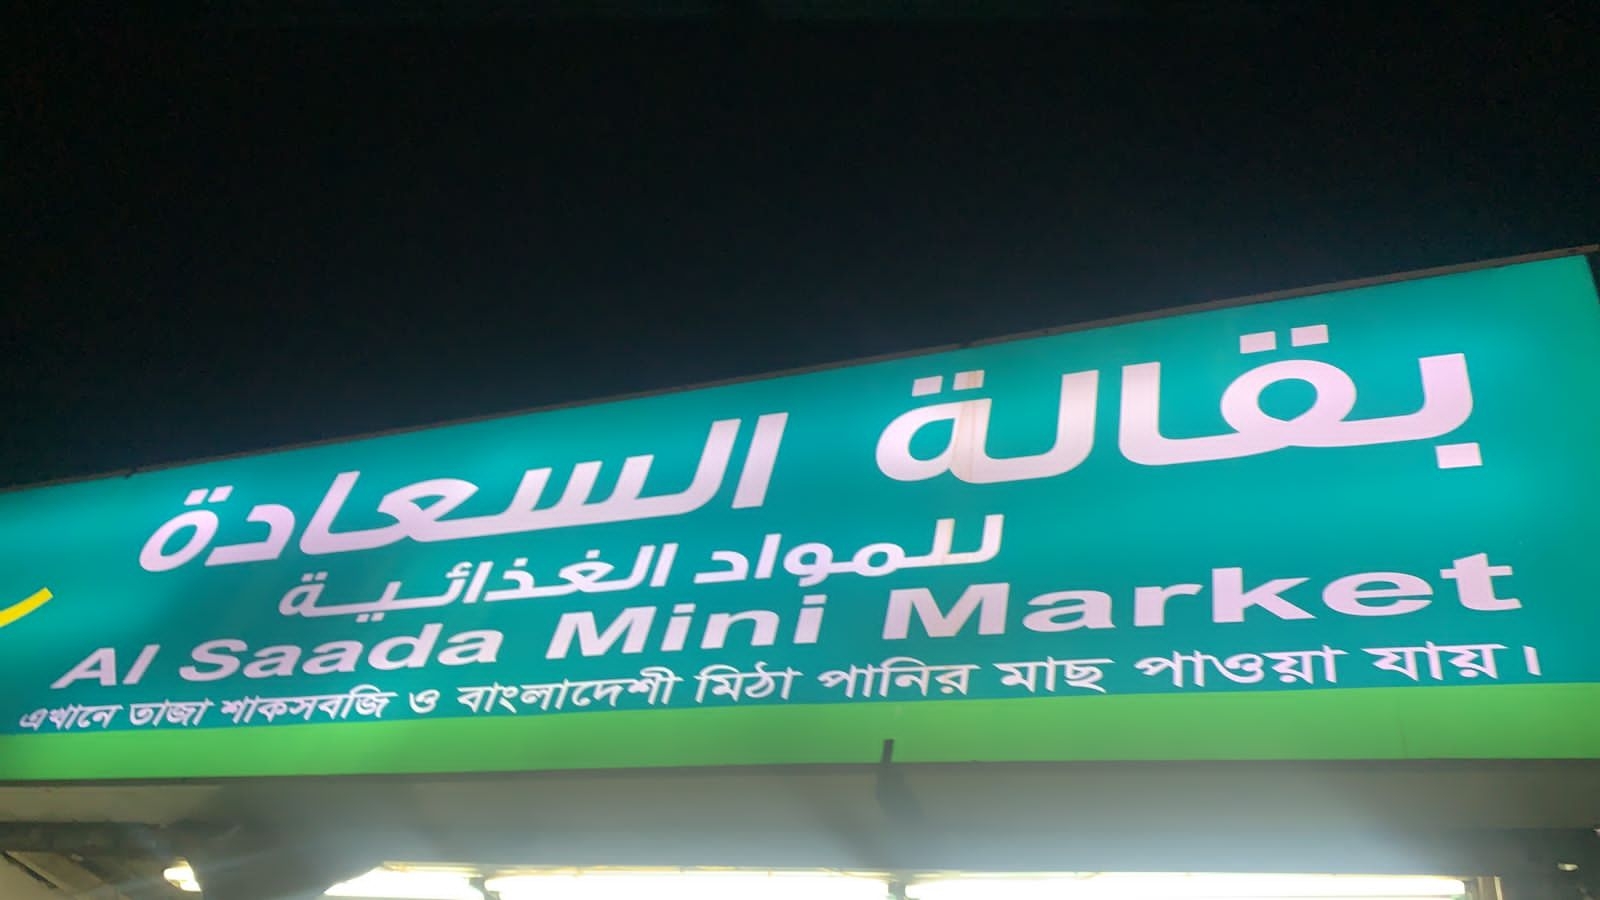 بقالة السعادة
للمواد الغذائية
Al Saada Mini Market
এখানে তাজা শাকসবজি ও বাংলাদেশী মিঠা পানির মাছ পাওয়া যায়।